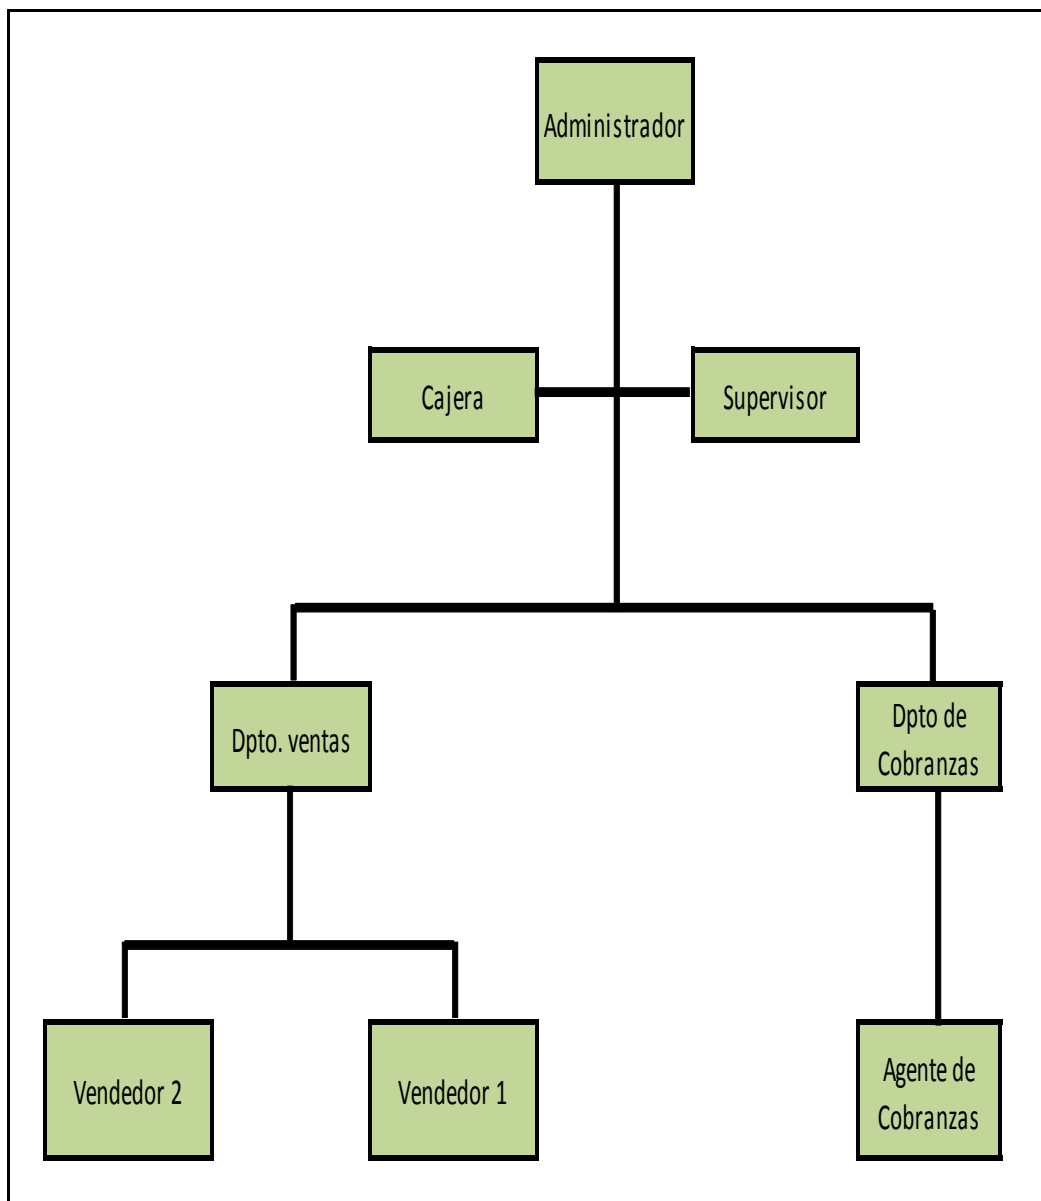 Administrador
Cajera
Supervisor
Dpto. ventas
Dpto de
Cobranzas
Vendedor 2
Vendedor 1
Agente de
Cobranzas